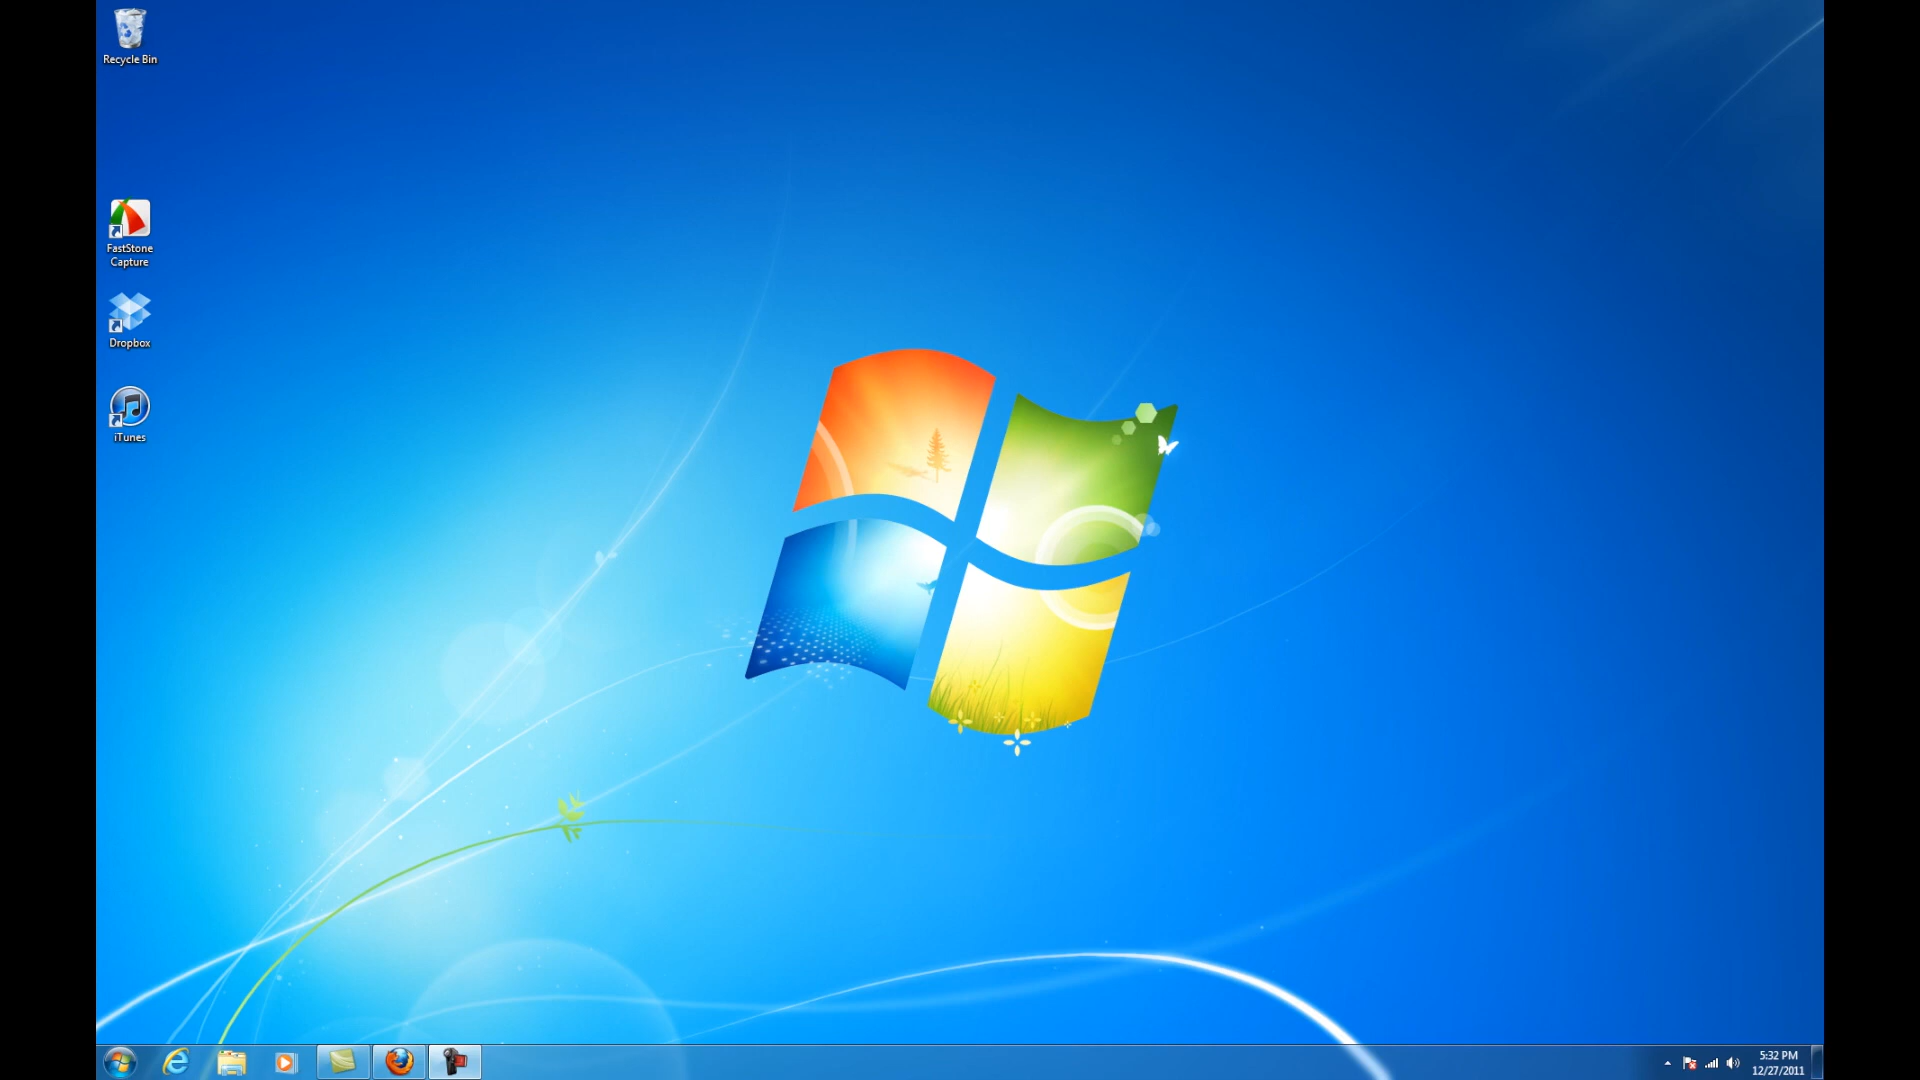 Recycle Bin
FastStone
Capture
Dropbox
iTunes
5:32 PM
12/27/2011